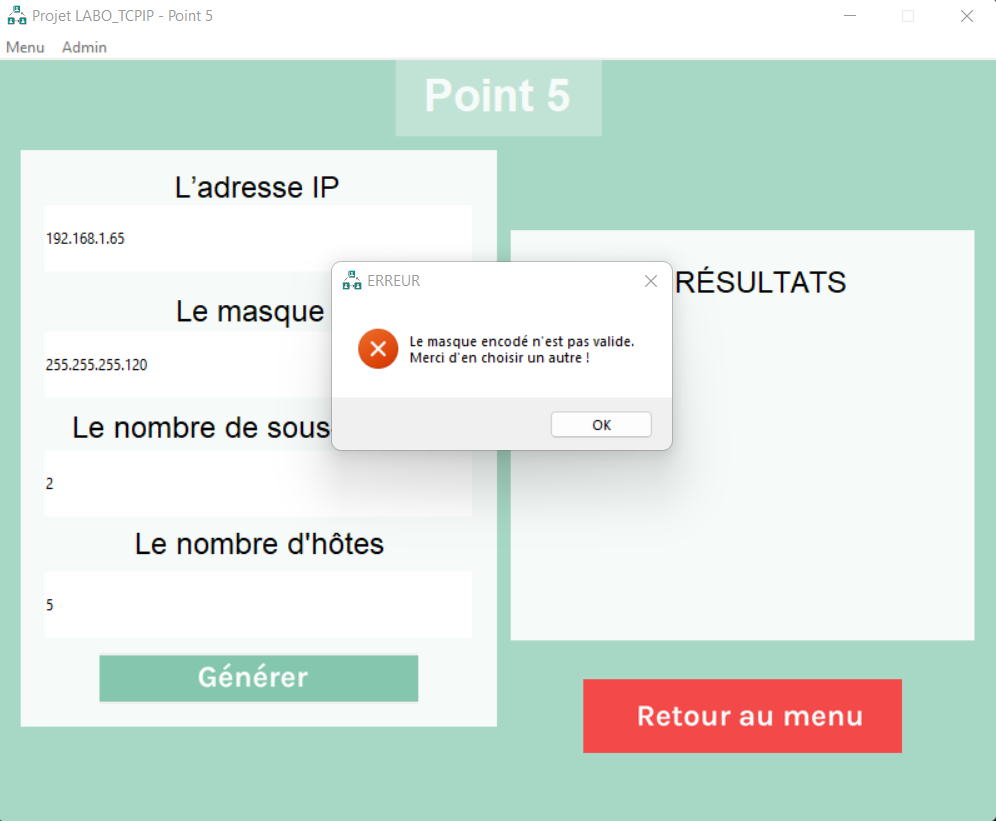 Projet LABO_TCPIP - Point 5
Menu Admin
Point 5
L'adresse IP
192.168.1.65
Le masque
255.255.255.120
Le nombre de sous
2
Le nombre d'hôtes
5
Générer
ERREUR
Le masque encodé n'est pas valide.
Merci d'en choisir un autre !
OK
RÉSULTATS
Retour au menu